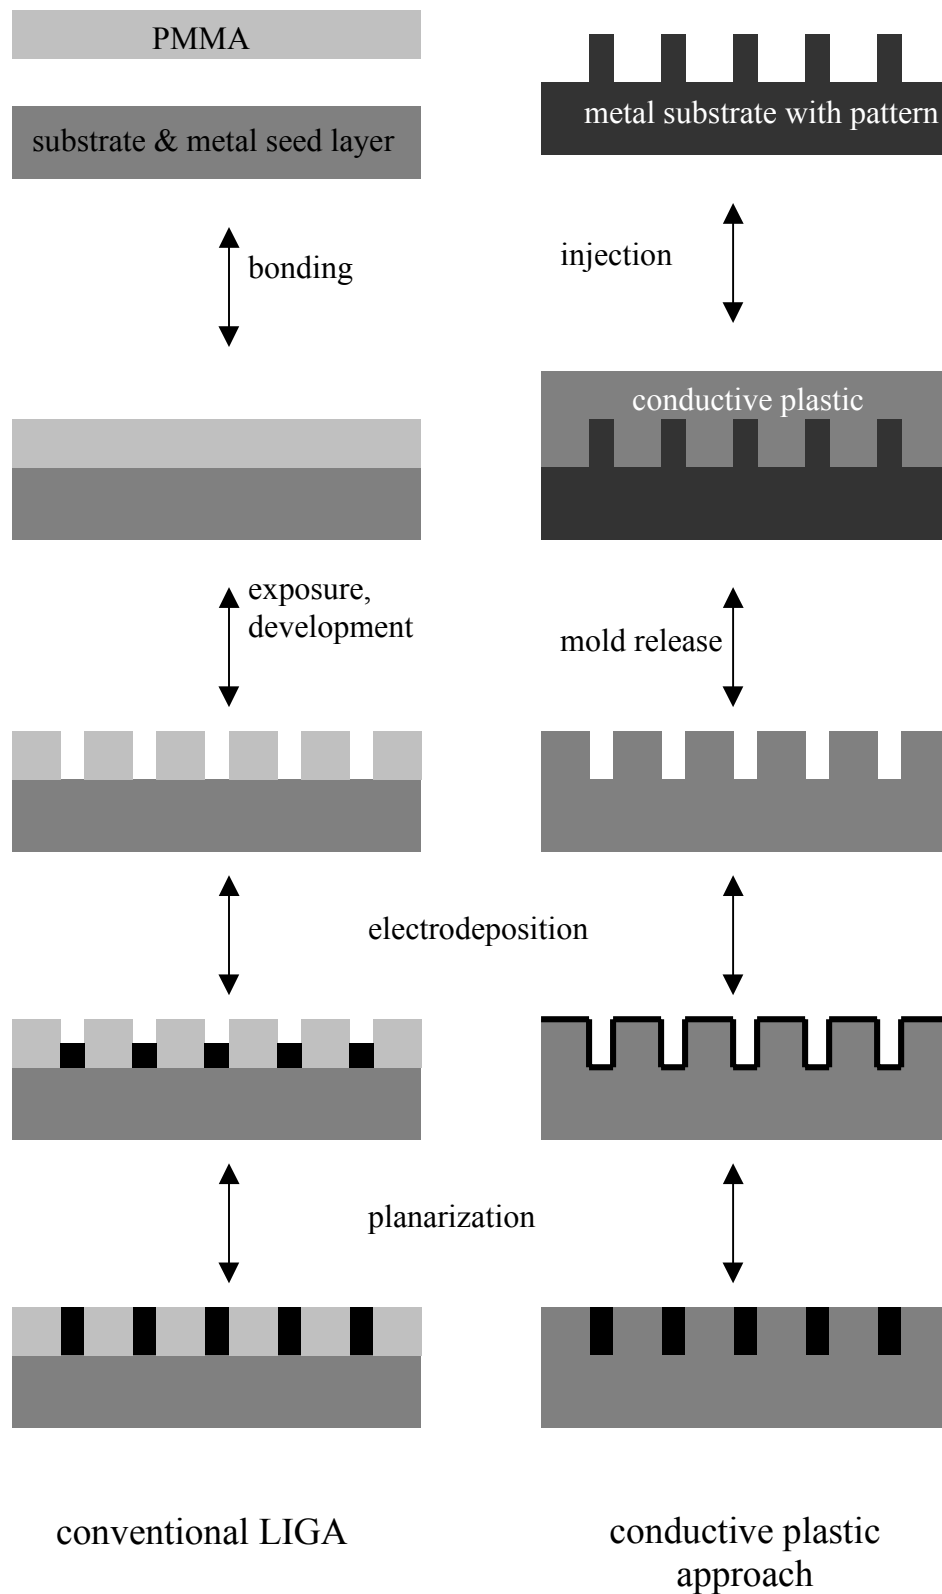 PMMA
substrate & metal seed layer
metal substrate with pattern
bonding
injection
conductive plastic
exposure,
development
mold release
electrodeposition
planarization
conventional LIGA
conductive plastic
approach